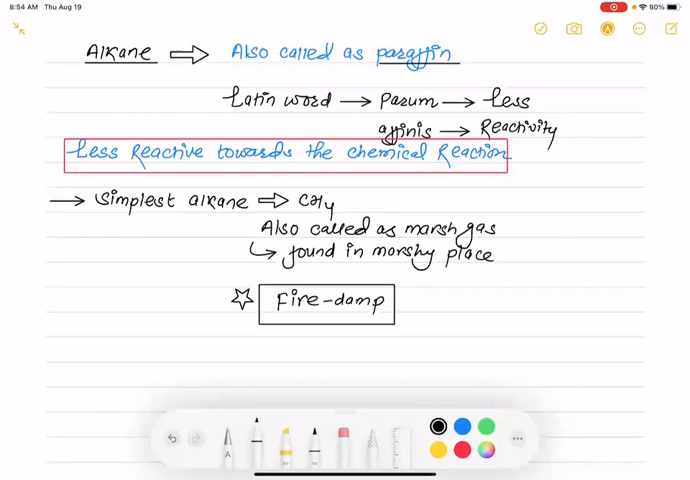 8:54 AM Thu Aug 19 80%
Alkane ⇒ Also called as paraffin
Latin word → Parum → Less
affinis → Reactivity
Less Reactive towards the chemical Reaction
→ Simplest alkane ⇒ CH4
Also called as marsh gas
↳ found in marshy place
☆ Fire-damp
A